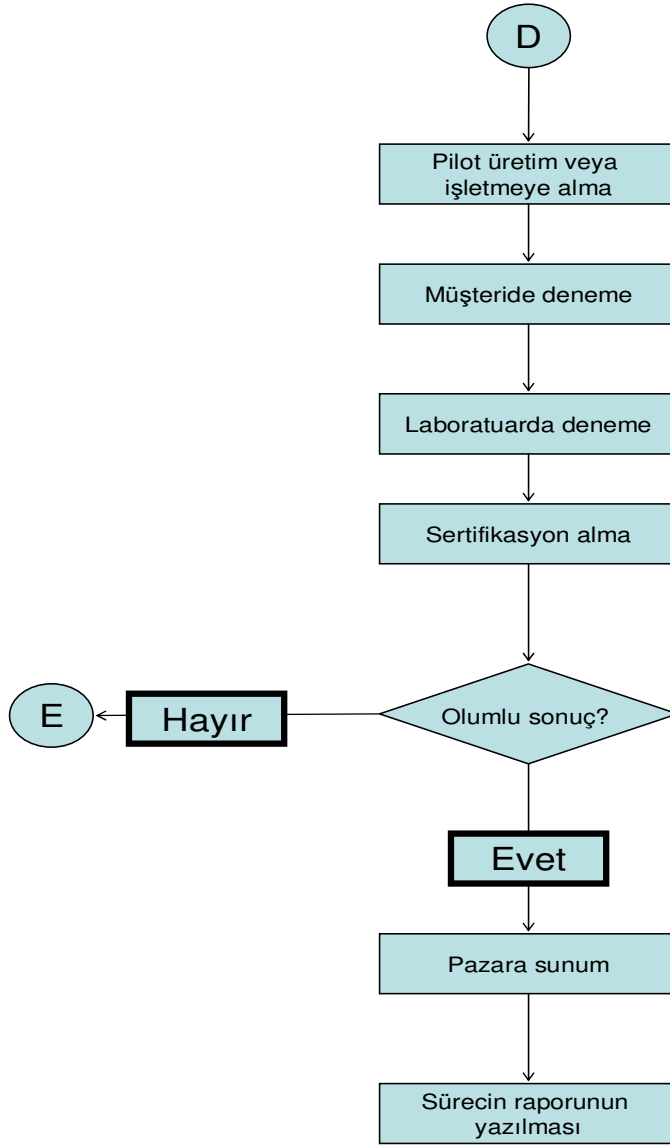 D
Pilot üretim veya
işletmeye alma
Müşteride deneme
Laboratuarda deneme
Sertifikasyon alma
Olumlu sonuç?
Hayır
E
Evet
Pazara sunum
Sürecin raporunun
yazılması